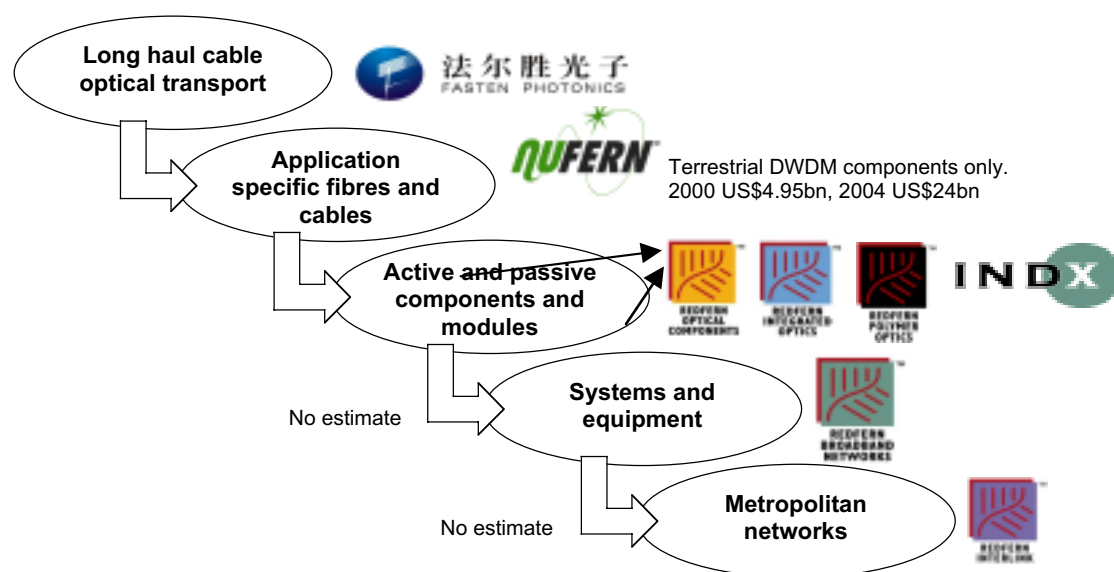 Long haul cable
optical transport
法尔胜光子
FASTEN PHOTONICS
Application
specific fibres and
cables
NUFERN™
Terrestrial DWDM components only.
2000 US$4.95bn, 2004 US$24bn
Active and passive
components and
modules
REDFERN
OPTICAL
COMPONENTS
REDFERN
INTEGRATED
OPTICS
REDFERN
POLYMER
OPTICS
INDX
No estimate
Systems and
equipment
REDFERN
BROADBAND
NETWORKS
No estimate
Metropolitan
networks
REDFERN
INTERLINK